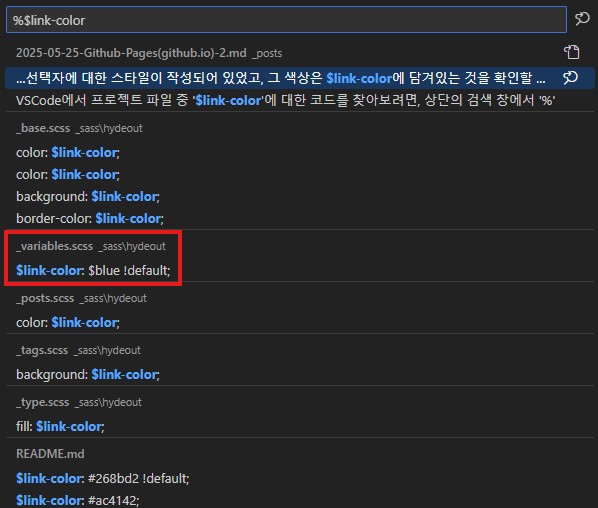 %$link-color
2025-05-25-Github-Pages(github.io)-2.md _posts
...선택자에 대한 스타일이 작성되어 있었고, 그 색상은 $link-color에 담겨있는 것을 확인할 ...
VSCode에서 프로젝트 파일 중 '$link-color'에 대한 코드를 찾아보려면, 상단의 검색 창에서 '%'
_base.scss _sass\hydeout
color: $link-color;
color: $link-color;
background: $link-color;
border-color: $link-color;
_variables.scss _sass\hydeout
$link-color: $blue !default;
_posts.scss _sass\hydeout
color: $link-color;
_tags.scss _sass\hydeout
background: $link-color;
_type.scss _sass\hydeout
fill: $link-color;
README.md
$link-color: #268bd2 !default;
$link-color: #ac4142;